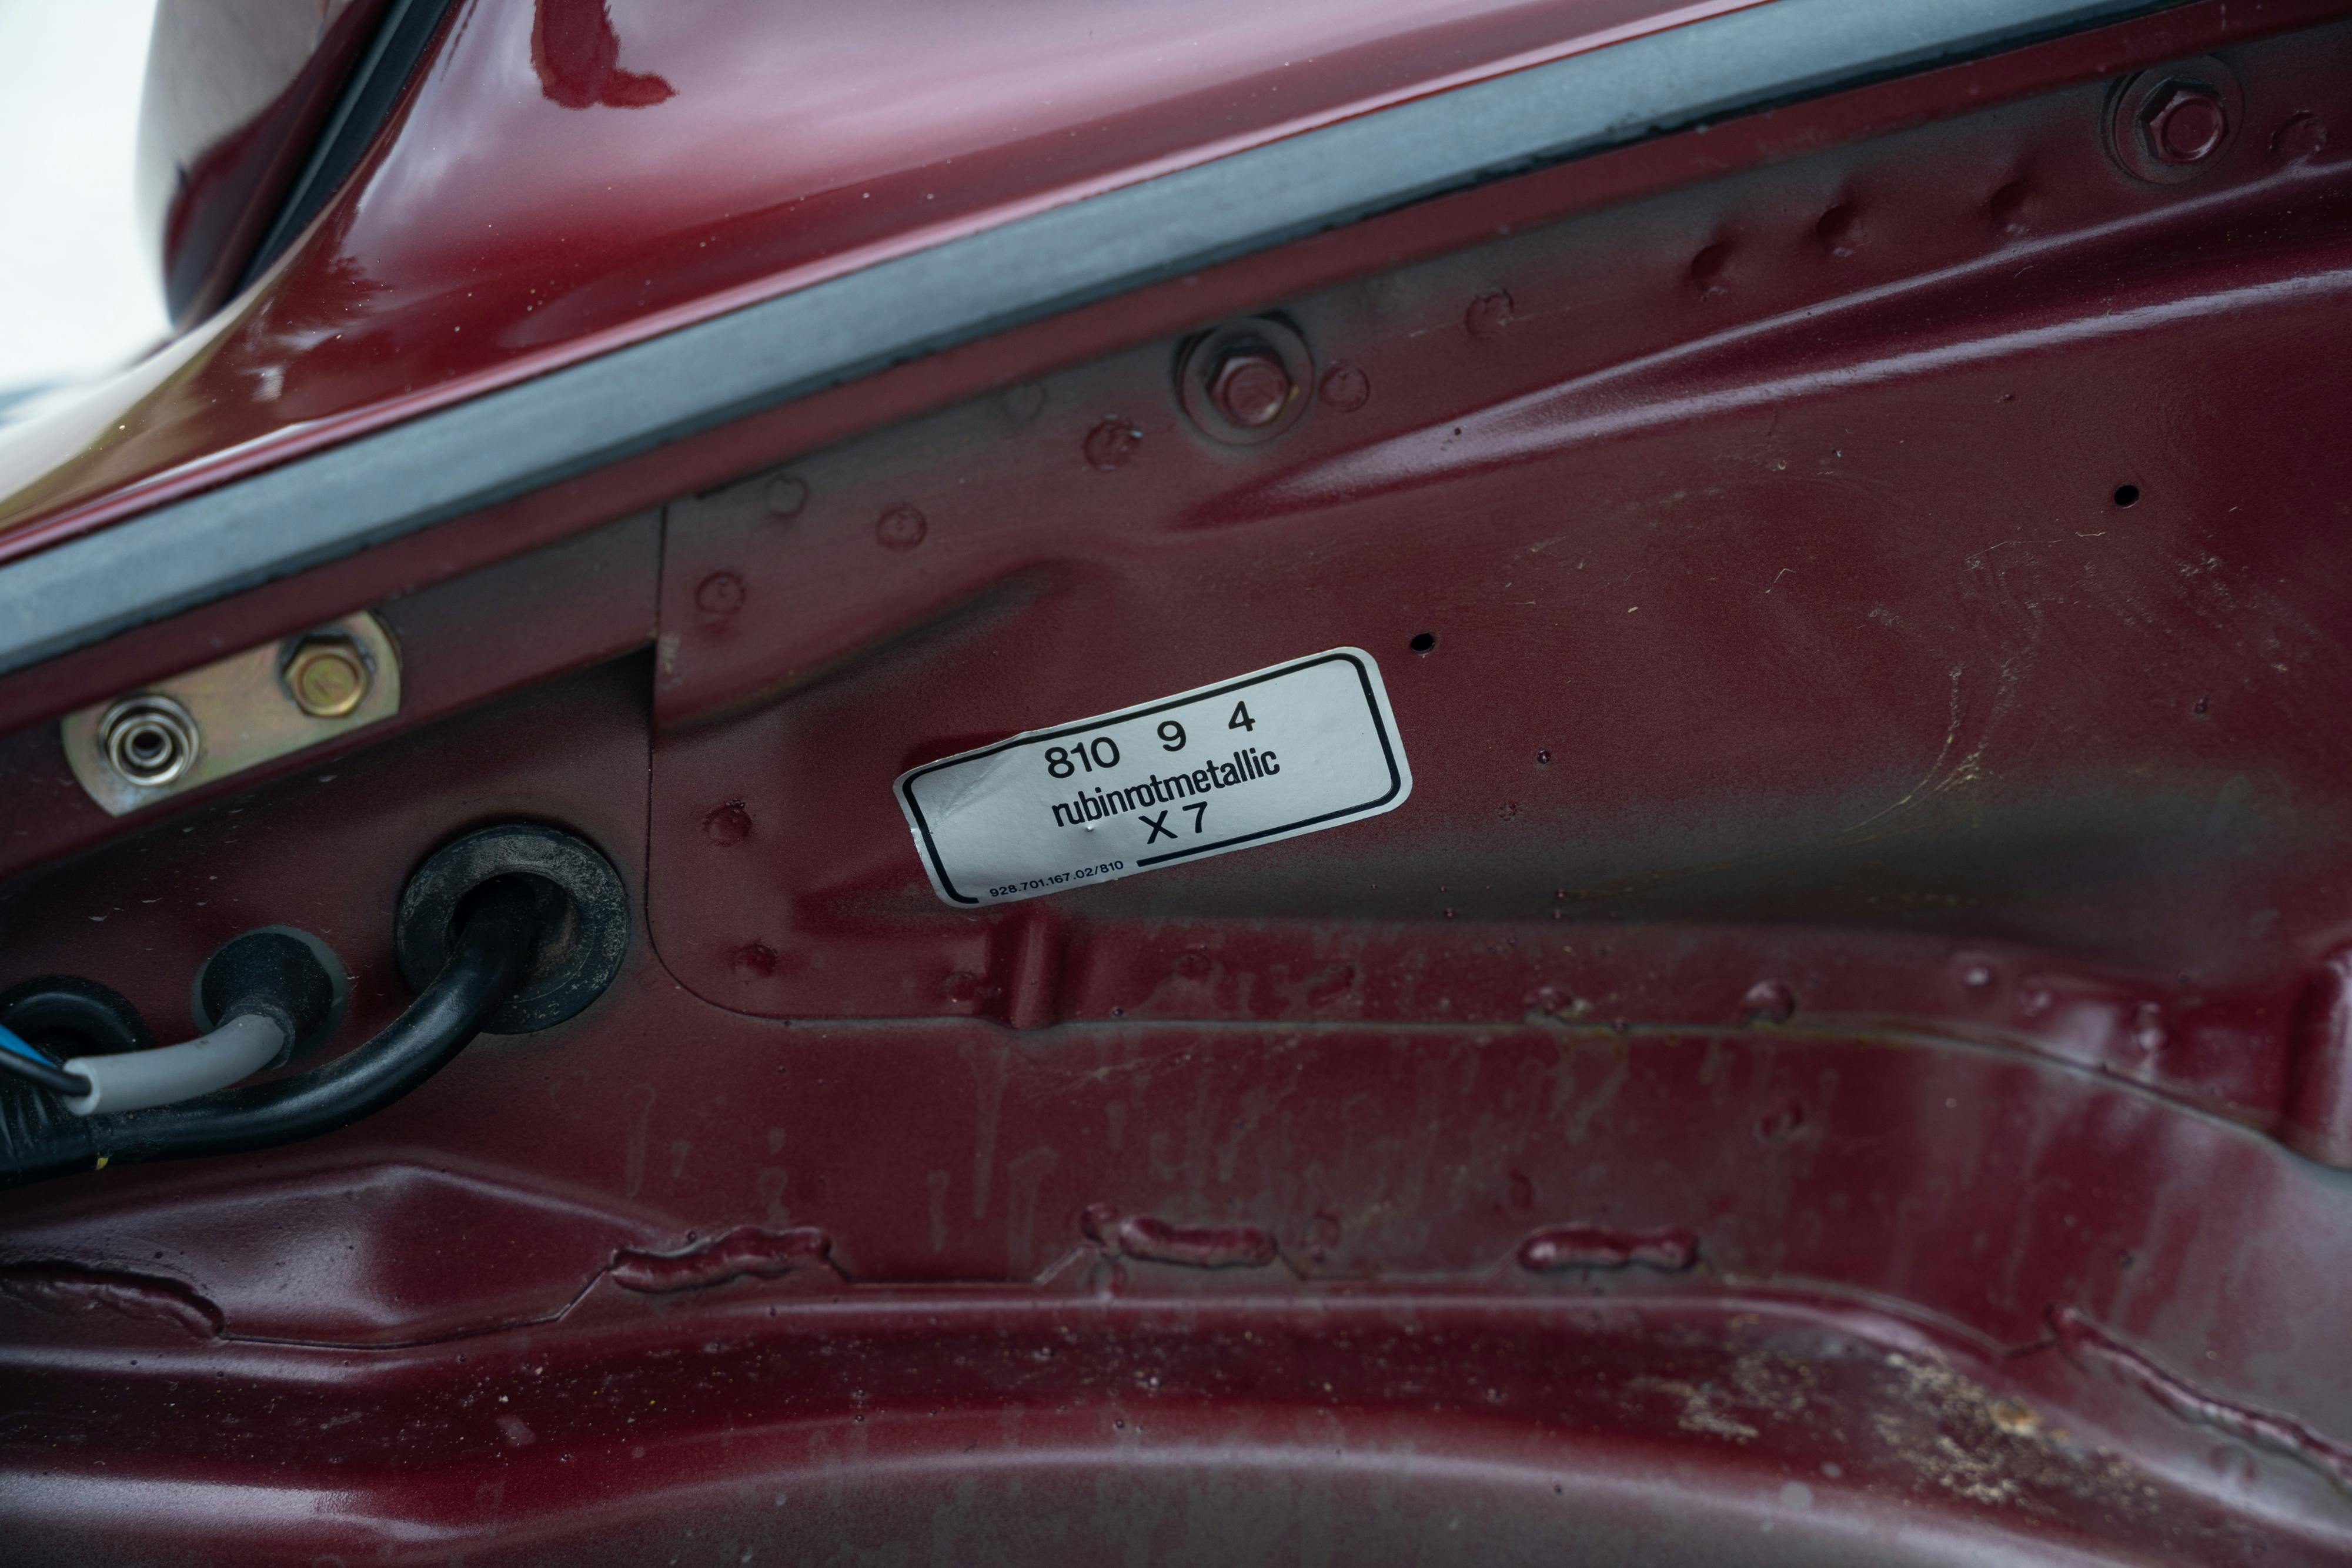 810 9 4
rubinrotmetallic
X7
928.701.167.02/810